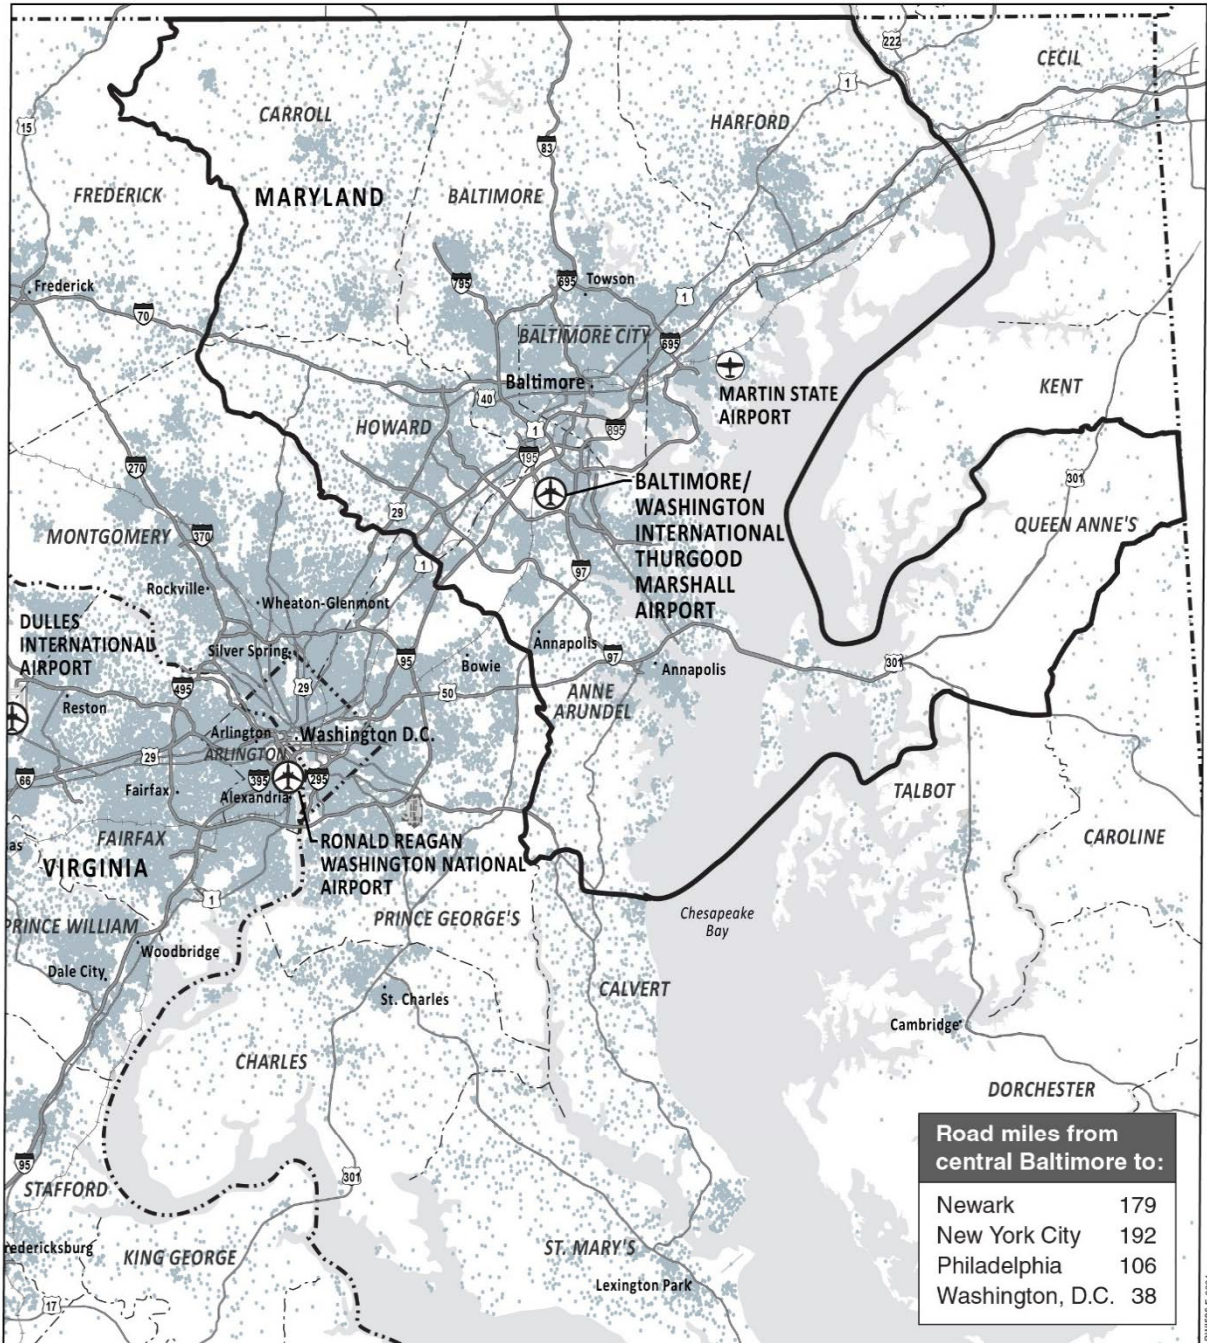 222
CECIL
1
CARROLL
HARFORD
15
83
FREDERICK
MARYLAND
BALTIMORE
795
695
Towson
Frederick
1
70
BALTIMORE CITY
695
Baltimore
MARTIN STATE
AIRPORT
KENT
40
HOWARD
1
895
195
270
BALTIMORE/
WASHINGTON
INTERNATIONAL
THURGOOD
MARSHALL
AIRPORT
301
29
QUEEN ANNE'S
MONTGOMERY
370
1
97
Rockville
Wheaton-Glenmont
DULLES
INTERNATIONAL
AIRPORT
Silver Spring
Annapolis
95
Bowie
97
Annapolis
301
495
29
50
Reston
ANNE
ARUNDEL
Arlington
Washington D.C.
ARLINGTON
29
66
395
295
Fairfax
Alexandria
TALBOT
FAIRFAX
CAROLINE
as
VIRGINIA
RONALD REAGAN
WASHINGTON NATIONAL
AIRPORT
1
PRINCE WILLIAM
PRINCE GEORGE'S
Chesapeake
Bay
Woodbridge
Dale City
St. Charles
CALVERT
Cambridge
CHARLES
DORCHESTER
95
STAFFORD
301
redericksburg
KING GEORGE
ST. MARY'S
Lexington Park
17
Road miles from
central Baltimore to:
Newark 179
New York City 192
Philadelphia 106
Washington, D.C. 38